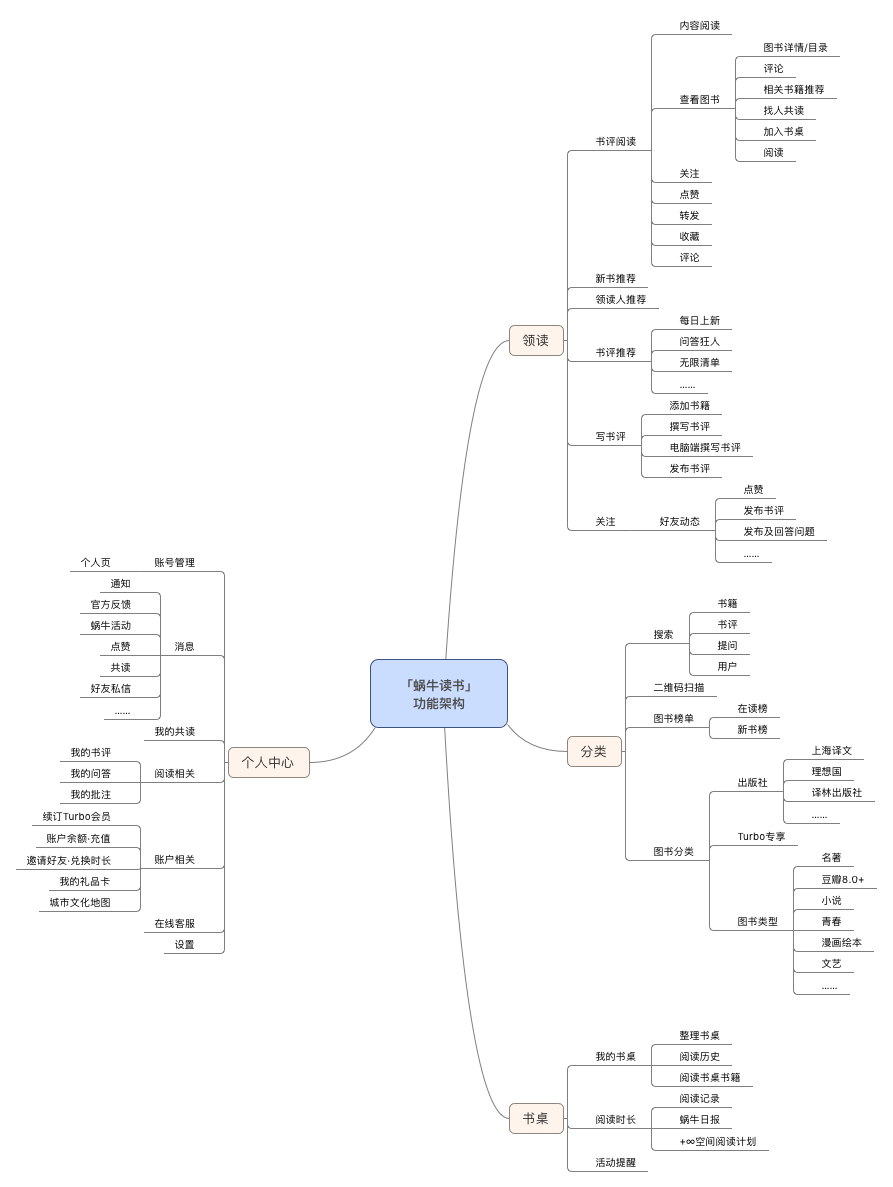 「蜗牛读书」
功能架构
领读
书评阅读
内容阅读
查看图书
图书详情/目录
评论
相关书籍推荐
找人共读
加入书桌
阅读
关注
点赞
转发
收藏
评论
新书推荐
领读人推荐
书评推荐
每日上新
问答狂人
无限清单
......
写书评
添加书籍
撰写书评
电脑端撰写书评
发布书评
关注
好友动态
点赞
发布书评
发布及回答问题
......
分类
搜索
书籍
书评
提问
用户
二维码扫描
图书榜单
在读榜
新书榜
图书分类
出版社
上海译文
理想国
译林出版社
......
Turbo专享
图书类型
名著
豆瓣8.0+
小说
青春
漫画绘本
文艺
......
书桌
我的书桌
整理书桌
阅读历史
阅读书桌书籍
阅读时长
阅读记录
蜗牛日报
+∞空间阅读计划
活动提醒
个人中心
账号管理
个人页
消息
通知
官方反馈
蜗牛活动
点赞
共读
好友私信
......
我的共读
阅读相关
我的书评
我的问答
我的批注
账户相关
续订Turbo会员
账户余额·充值
邀请好友·兑换时长
我的礼品卡
城市文化地图
在线客服
设置